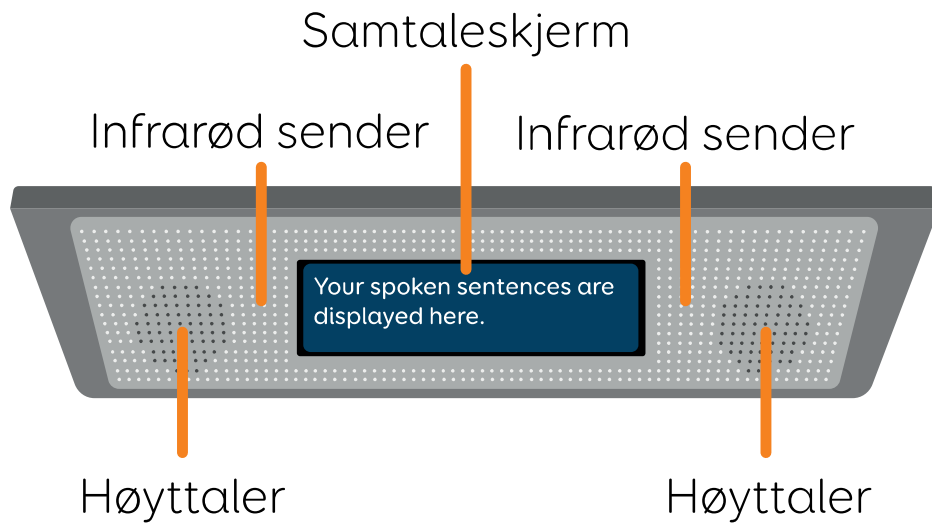 Samtaleskjerm
Infrarød sender
Infrarød sender
Your spoken sentences are
displayed here.
Høyttaler
Høyttaler